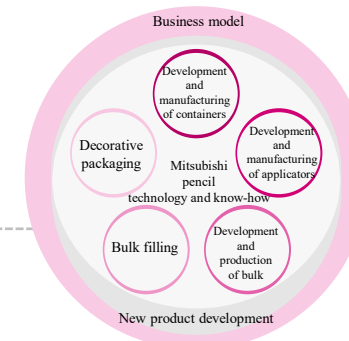 Business model
Development
and
manufacturing
of containers
Development
and
manufacturing
of applicators
Decorative
packaging
Mitsubishi
pencil
technology and know-how
Bulk filling
Development
and
production
of bulk
New product development